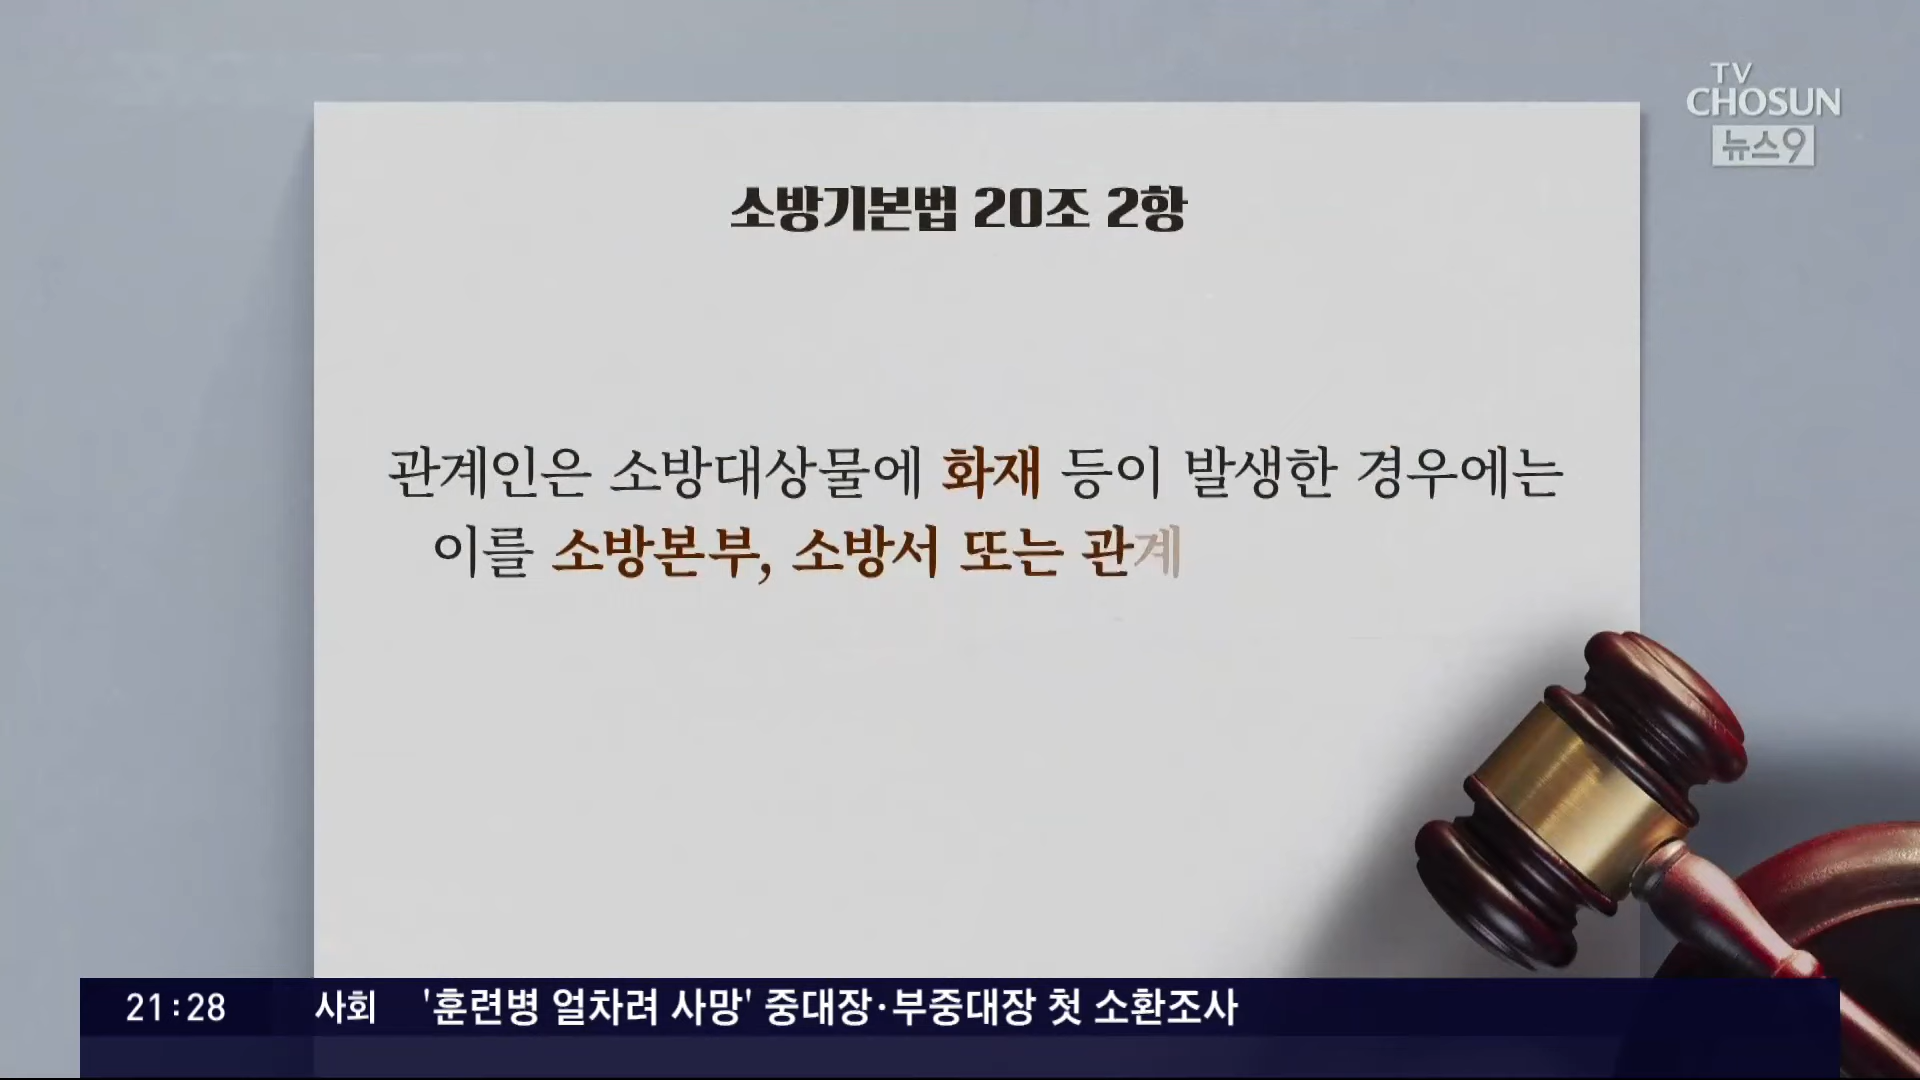 TV
CHOSUN
뉴스9
소방기본법 20조 2항
관계인은 소방대상물에 화재 등이 발생한 경우에는
이를 소방본부, 소방서 또는 관계
21:28 사회 '훈련병 얼차려 사망' 중대장·부중대장 첫 소환조사